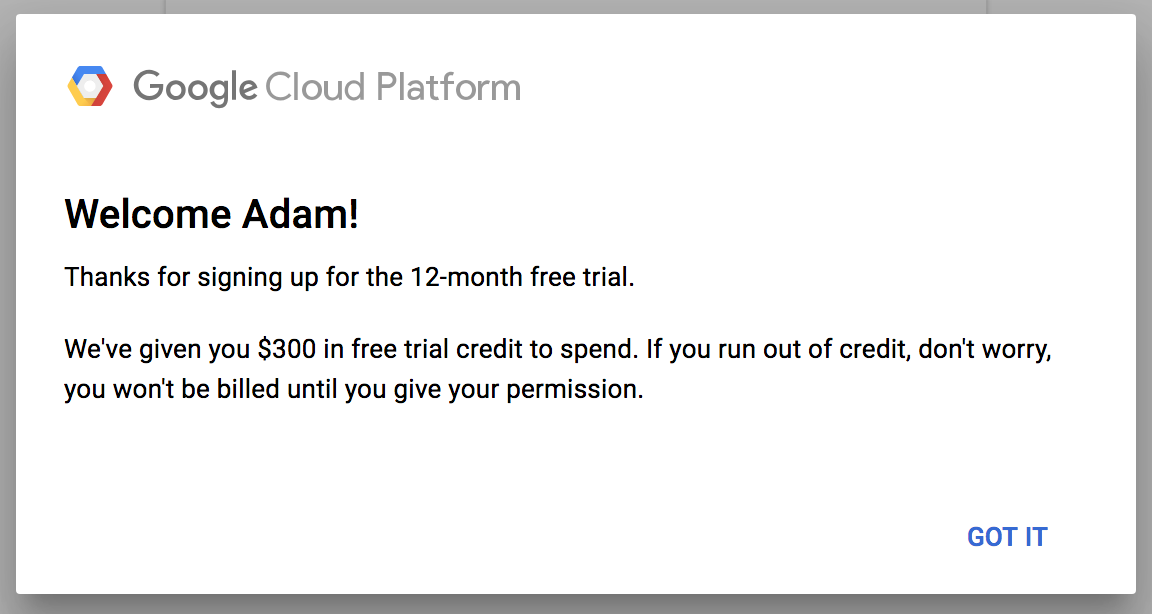 Google Cloud Platform
Welcome Adam!
Thanks for signing up for the 12-month free trial.
We've given you $300 in free trial credit to spend. If you run out of credit, don't worry,
you won't be billed until you give your permission.
GOT IT